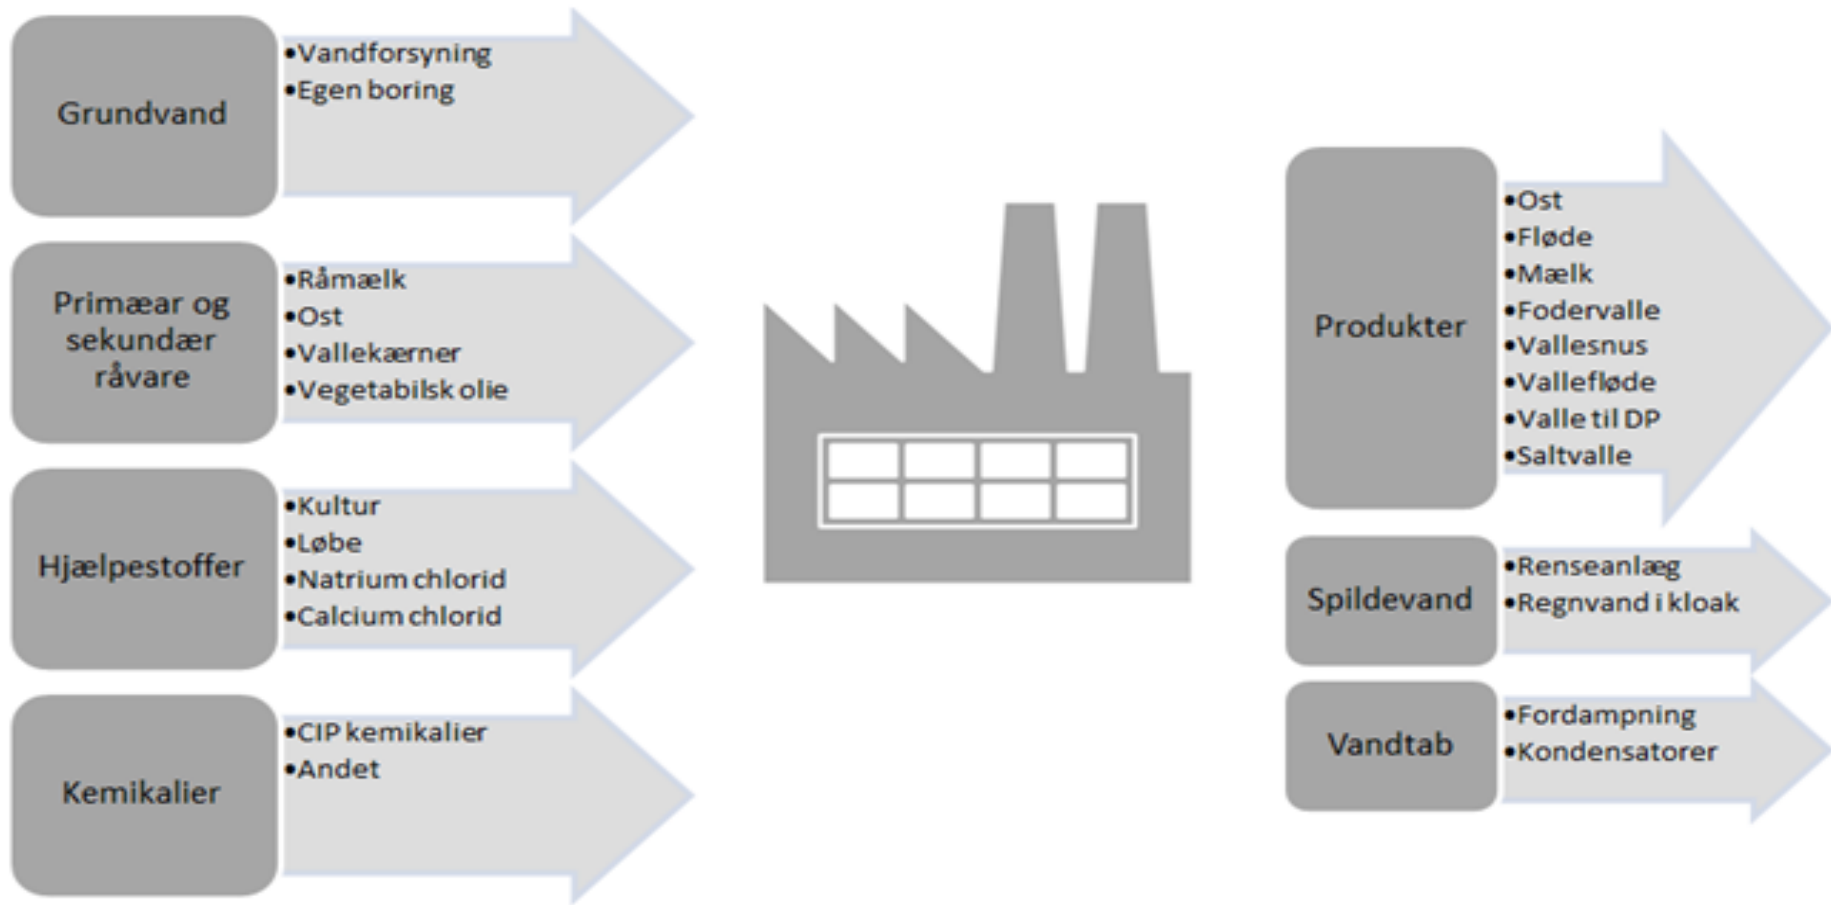 Grundvand
•Vandforsyning
•Egen boring
Primæar og
sekundær
råvare
•Råmælk
•Ost
•Vallekærner
•Vegetabilsk olie
Hjælpestoffer
•Kultur
•Løbe
•Natrium chlorid
•Calcium chlorid
Kemikalier
•CIP kemikalier
•Andet
Produkter
•Ost
•Fløde
•Mælk
•Fodervalle
•Vallesnus
•Vallefløde
•Valle til DP
•Saltvalle
Spildevand
•Renseanlæg
•Regnvand i kloak
Vandtab
•Fordampning
•Kondensatorer